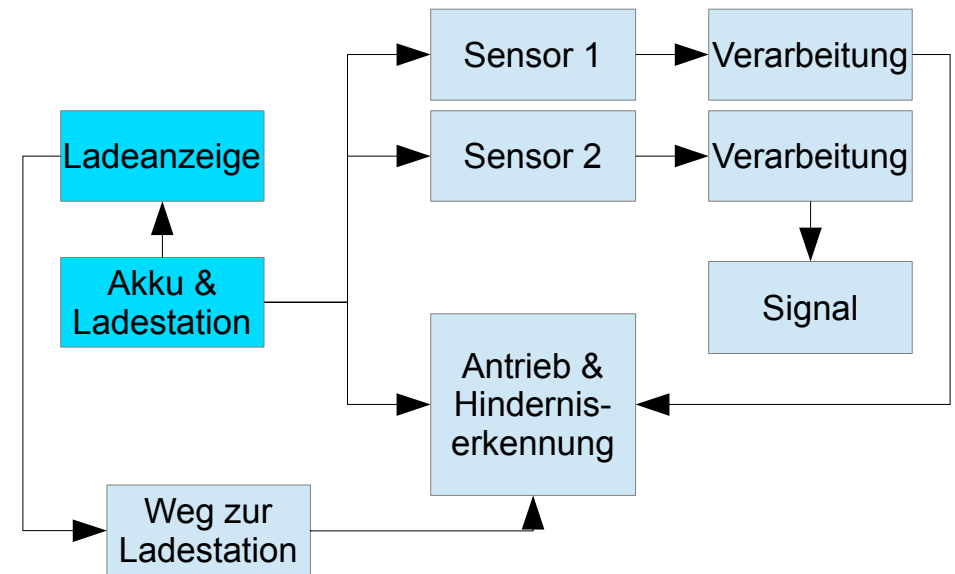 Sensor 1
Verarbeitung
Ladeanzeige
Sensor 2
Verarbeitung
Akku &
Ladestation
Signal
Antrieb &
Hindernis-
erkennung
Weg zur
Ladestation